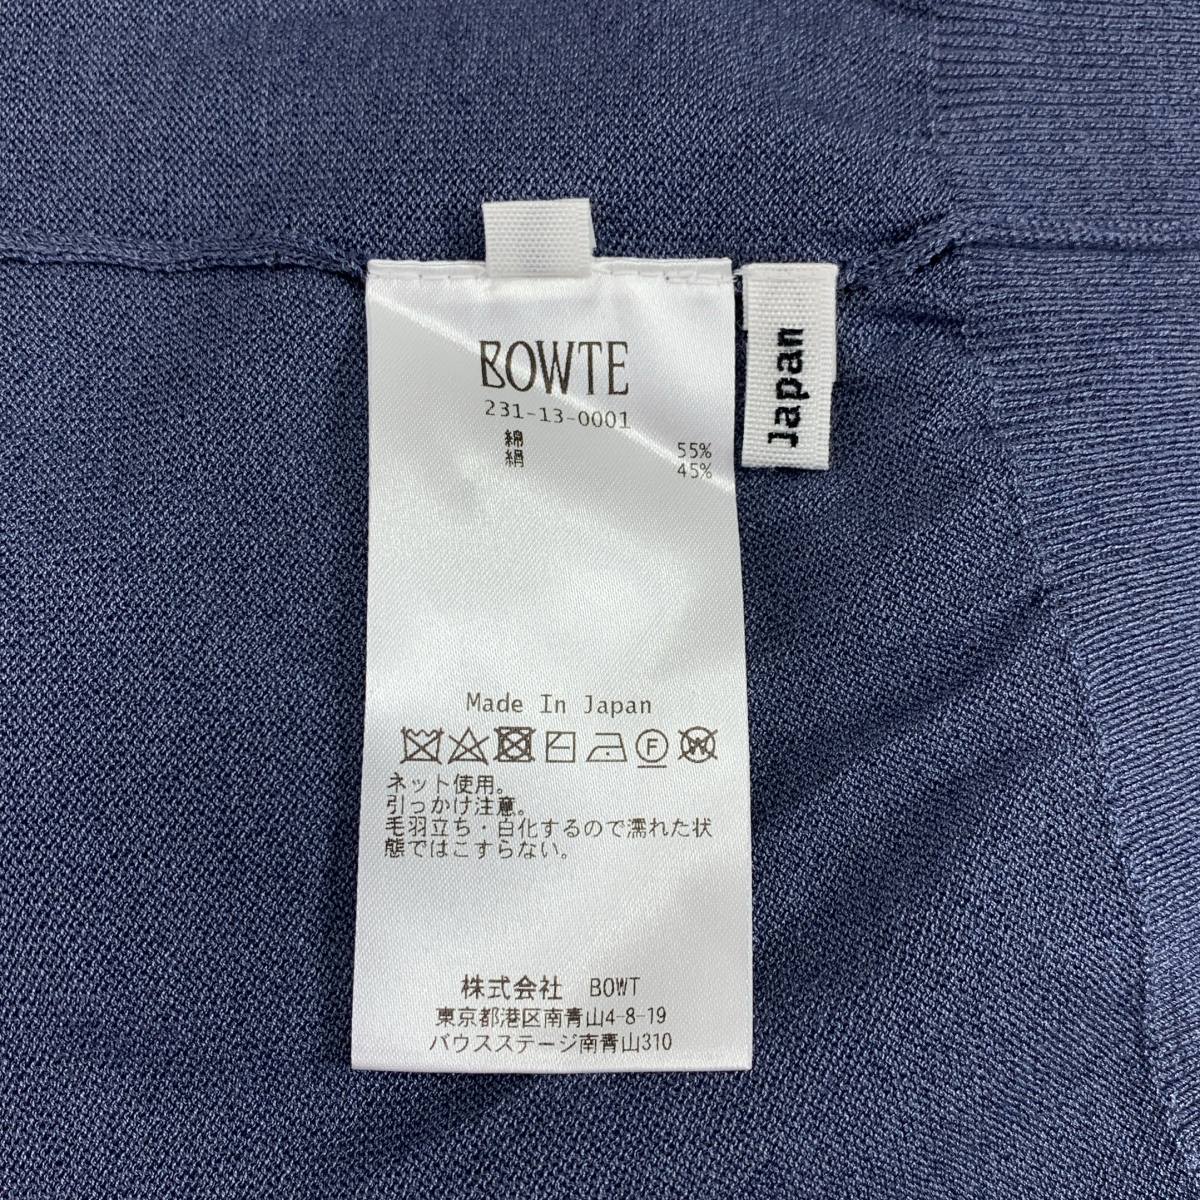 BOWTE
231-13-0001
綿 55%
絹 45%
Japan
Made In Japan
F W
ネット使用。
引っかけ注意。
毛羽立ち・白化するので濡れた状
態ではこすらない。
株式会社 BOWT
東京都港区南青山4-8-19
バウスステージ南青山310